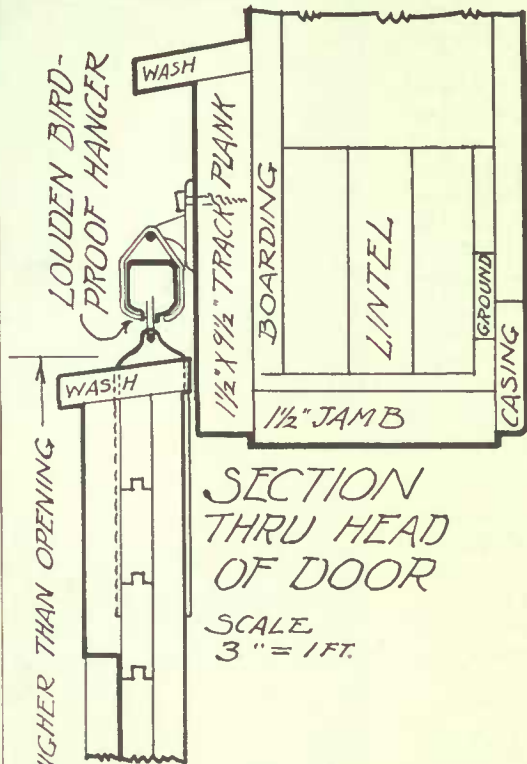 WASH
LOUDEN BIRD-
PROOF HANGER
1½" X 9½" TRACK PLANK
BOARDING
LINTEL
GROUND
CASING
WASH
1½" JAMB
HIGHER THAN OPENING
SECTION
THRU HEAD
OF DOOR
SCALE
3" = 1 FT.